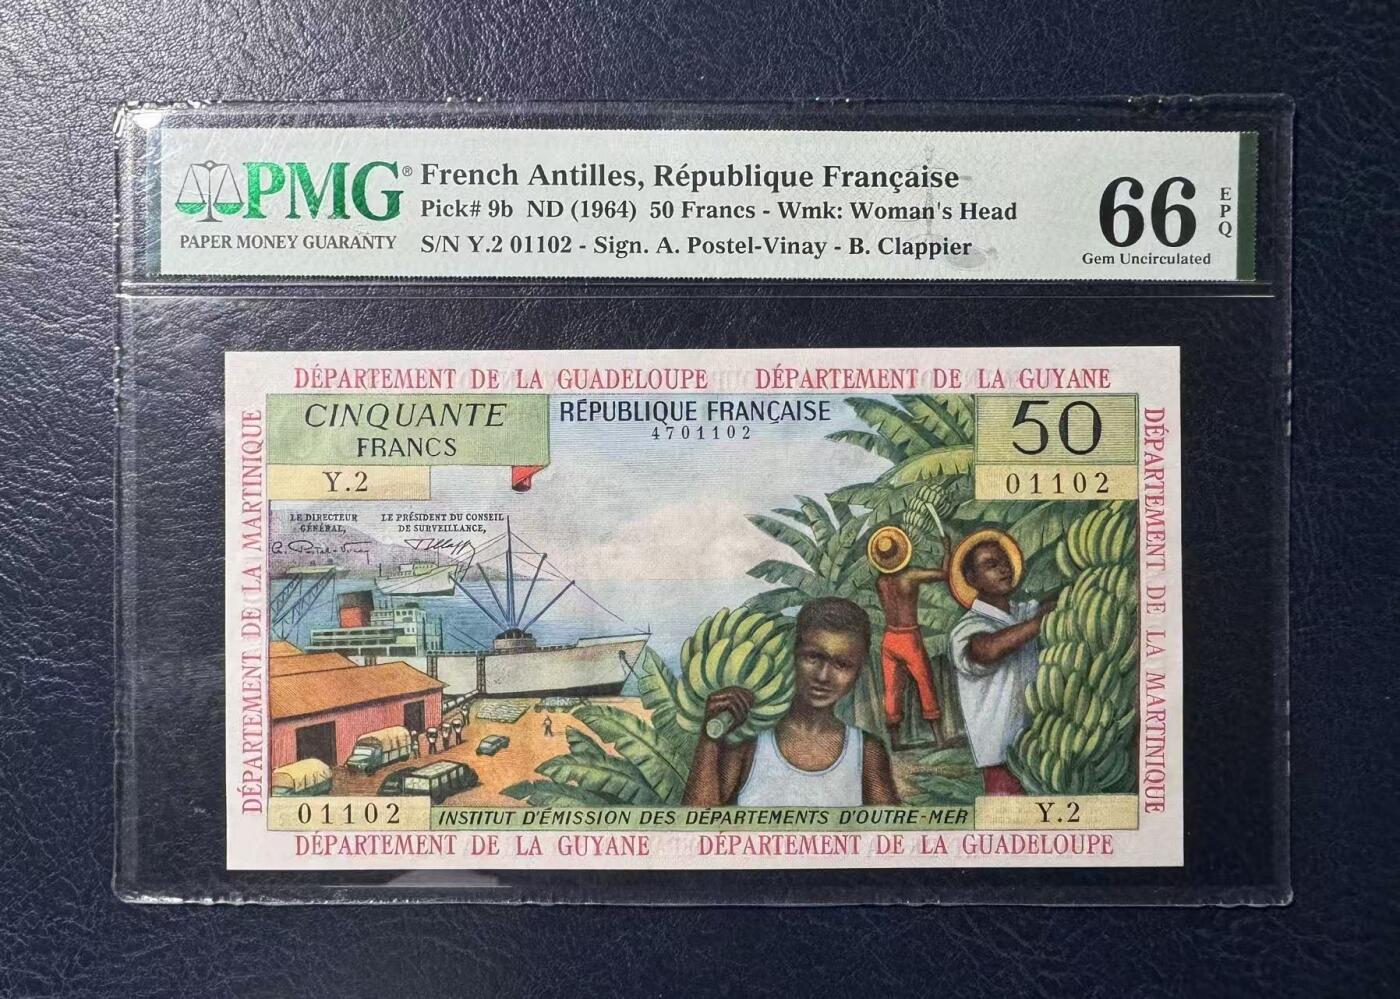 PMG®
PAPER MONEY GUARANTY
French Antilles, République Française
Pick# 9b ND (1964) 50 Francs - Wmk: Woman's Head
S/N Y.2 01102 - Sign. A. Postel-Vinay - B. Clappier
66
EPQ
Gem Uncirculated
DÉPARTEMENT DE LA GUADELOUPE DÉPARTEMENT DE LA GUYANE
DÉPARTEMENT DE LA MARTINIQUE
CINQUANTE
FRANCS
RÉPUBLIQUE FRANÇAISE
4701102
50
Y.2
01102
LE DIRECTEUR
GÉNÉRAL,
LE PRÉSIDENT DU CONSEIL
DE SURVEILLANCE,
DÉPARTEMENT DE LA MARTINIQUE
01102
INSTITUT D'ÉMISSION DES DÉPARTEMENTS D'OUTRE-MER
Y.2
DÉPARTEMENT DE LA GUYANE DÉPARTEMENT DE LA GUADELOUPE